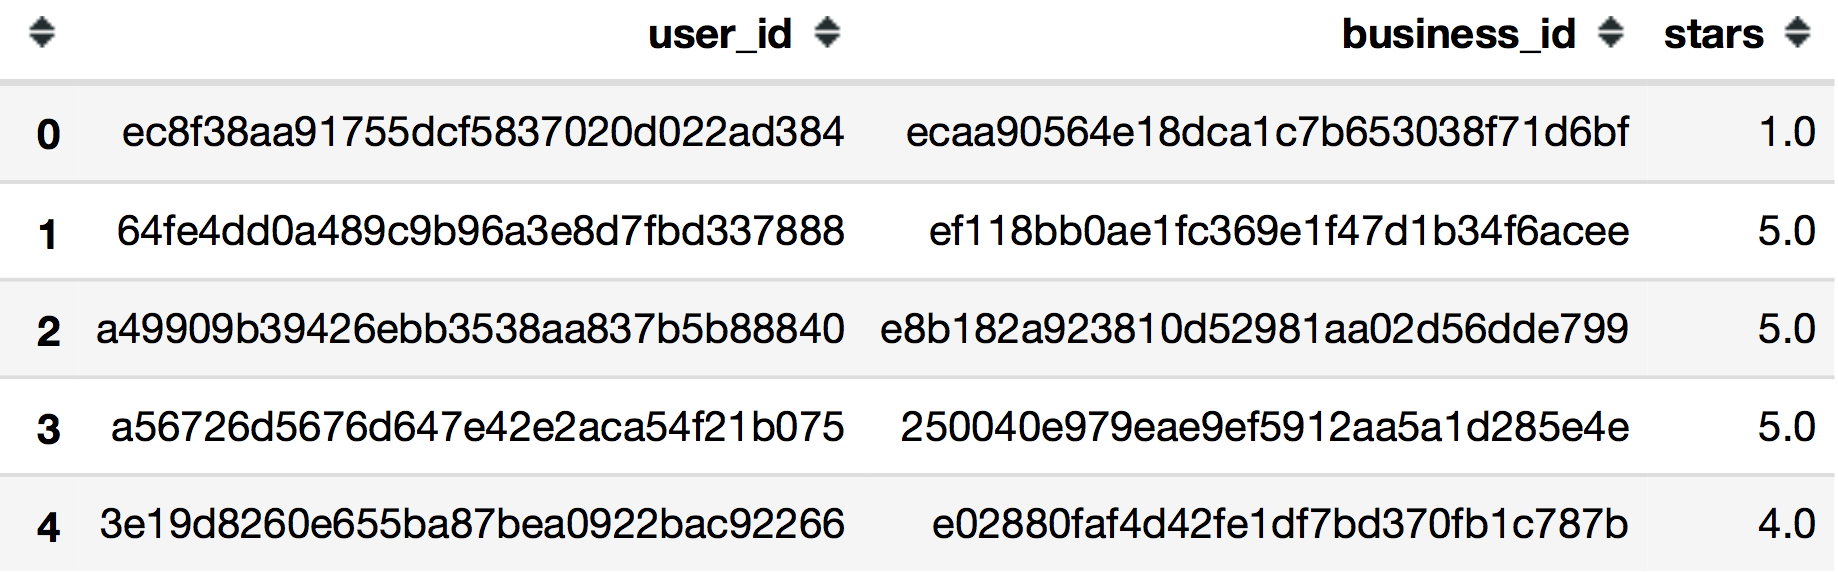 user_id business_id stars
0 ec8f38aa91755dcf5837020d022ad384 ecaa90564e18dca1c7b653038f71d6bf 1.0
1 64fe4dd0a489c9b96a3e8d7fbd337888 ef118bb0ae1fc369e1f47d1b34f6acee 5.0
2 a49909b39426ebb3538aa837b5b88840 e8b182a923810d52981aa02d56dde799 5.0
3 a56726d5676d647e42e2aca54f21b075 250040e979eae9ef5912aa5a1d285e4e 5.0
4 3e19d8260e655ba87bea0922bac92266 e02880faf4d42fe1df7bd370fb1c787b 4.0